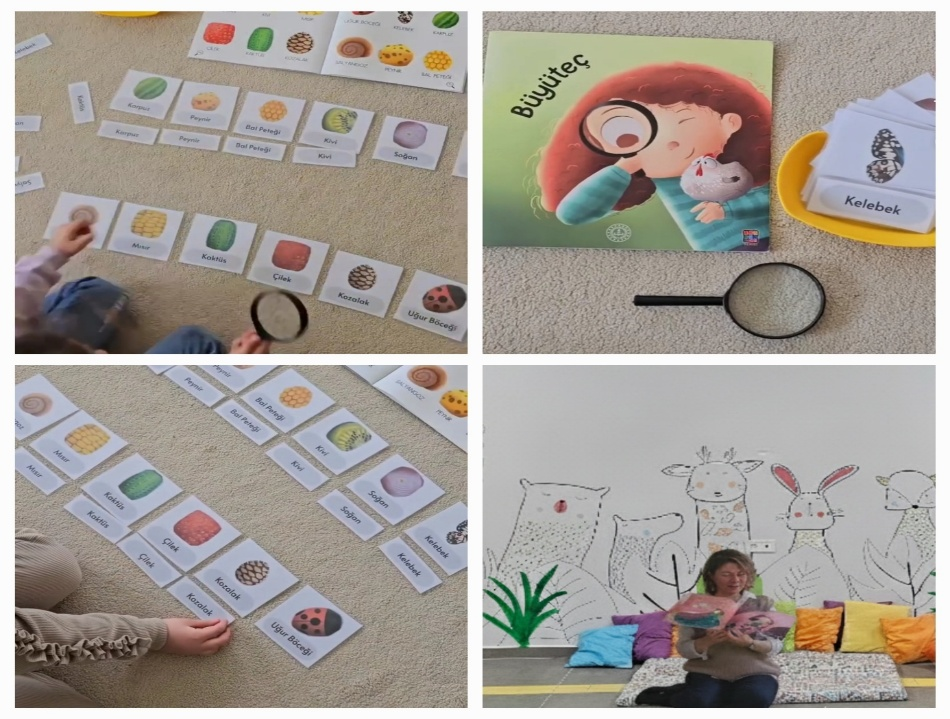 ÇİLEK
KAKTÜS
KOZALAK
UĞUR BÖCEĞİ
KELEBEK
KARPUZ
SALYANGOZ
PEYNİR
BAL PETEĞİ
Karpuz
Peynir
Bal Peteği
Kivi
Soğan
Karpuz
Peynir
Bal Peteği
Kivi
Mısır
Kaktüs
Çilek
Kozalak
Uğur Böceği
Büyüteç
Kelebek
Peynir
Peynir
Bal Peteği
Bal Peteği
Kivi
Kivi
Soğan
Soğan
Kelebek
Kelebek
SALYANGOZ
PEYNİR
Mısır
Mısır
Kaktüs
Kaktüs
Çilek
Çilek
Kozalak
Kozalak
Uğur Böceği